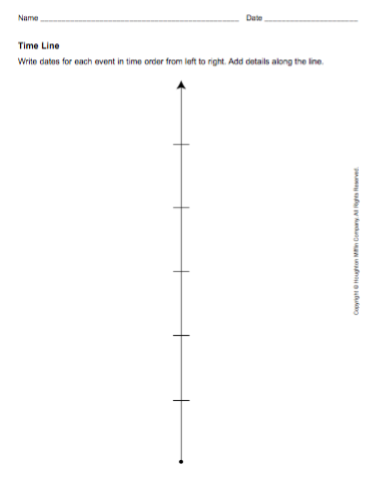 Name Date
Time Line
Write dates for each event in time order from left to right. Add details along the line.
Copyright © Houghton Mifflin Company. All Rights Reserved.